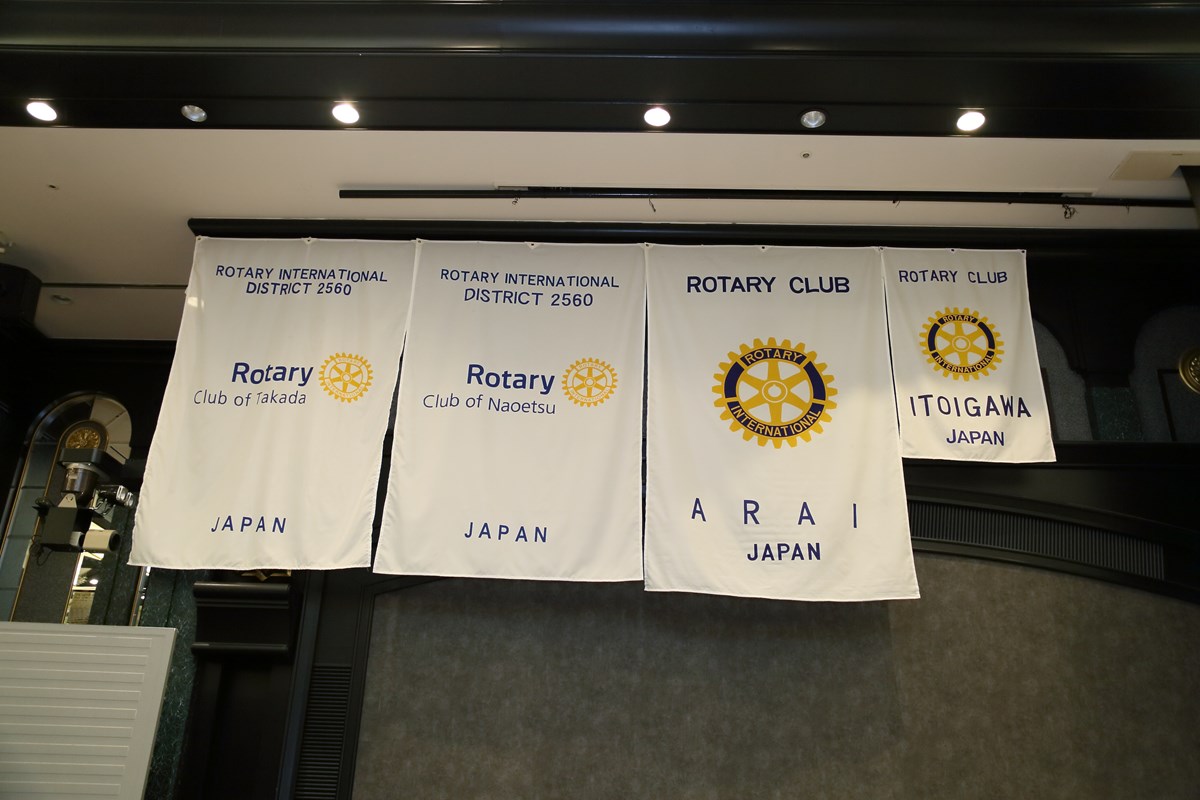 ROTARY INTERNATIONAL
DISTRICT 2560
Rotary
Club of Takada
JAPAN
ROTARY INTERNATIONAL
DISTRICT 2560
Rotary
Club of Naoetsu
JAPAN
ROTARY CLUB
ROTARY
INTERNATIONAL
ARAI
JAPAN
ROTARY CLUB
ROTARY
INTERNATIONAL
ITOIGAWA
JAPAN